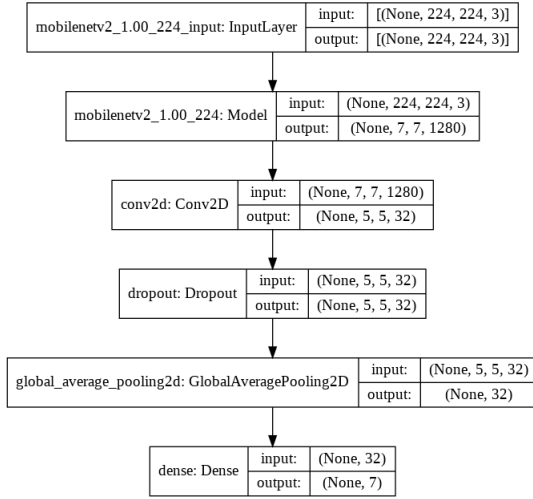 mobilenetv2_1.00_224_input: InputLayer
input: [(None, 224, 224, 3)]
output: [(None, 224, 224, 3)]
mobilenetv2_1.00_224: Model
input: (None, 224, 224, 3)
output: (None, 7, 7, 1280)
conv2d: Conv2D
input: (None, 7, 7, 1280)
output: (None, 5, 5, 32)
dropout: Dropout
input: (None, 5, 5, 32)
output: (None, 5, 5, 32)
global_average_pooling2d: GlobalAveragePooling2D
input: (None, 5, 5, 32)
output: (None, 32)
dense: Dense
input: (None, 32)
output: (None, 7)